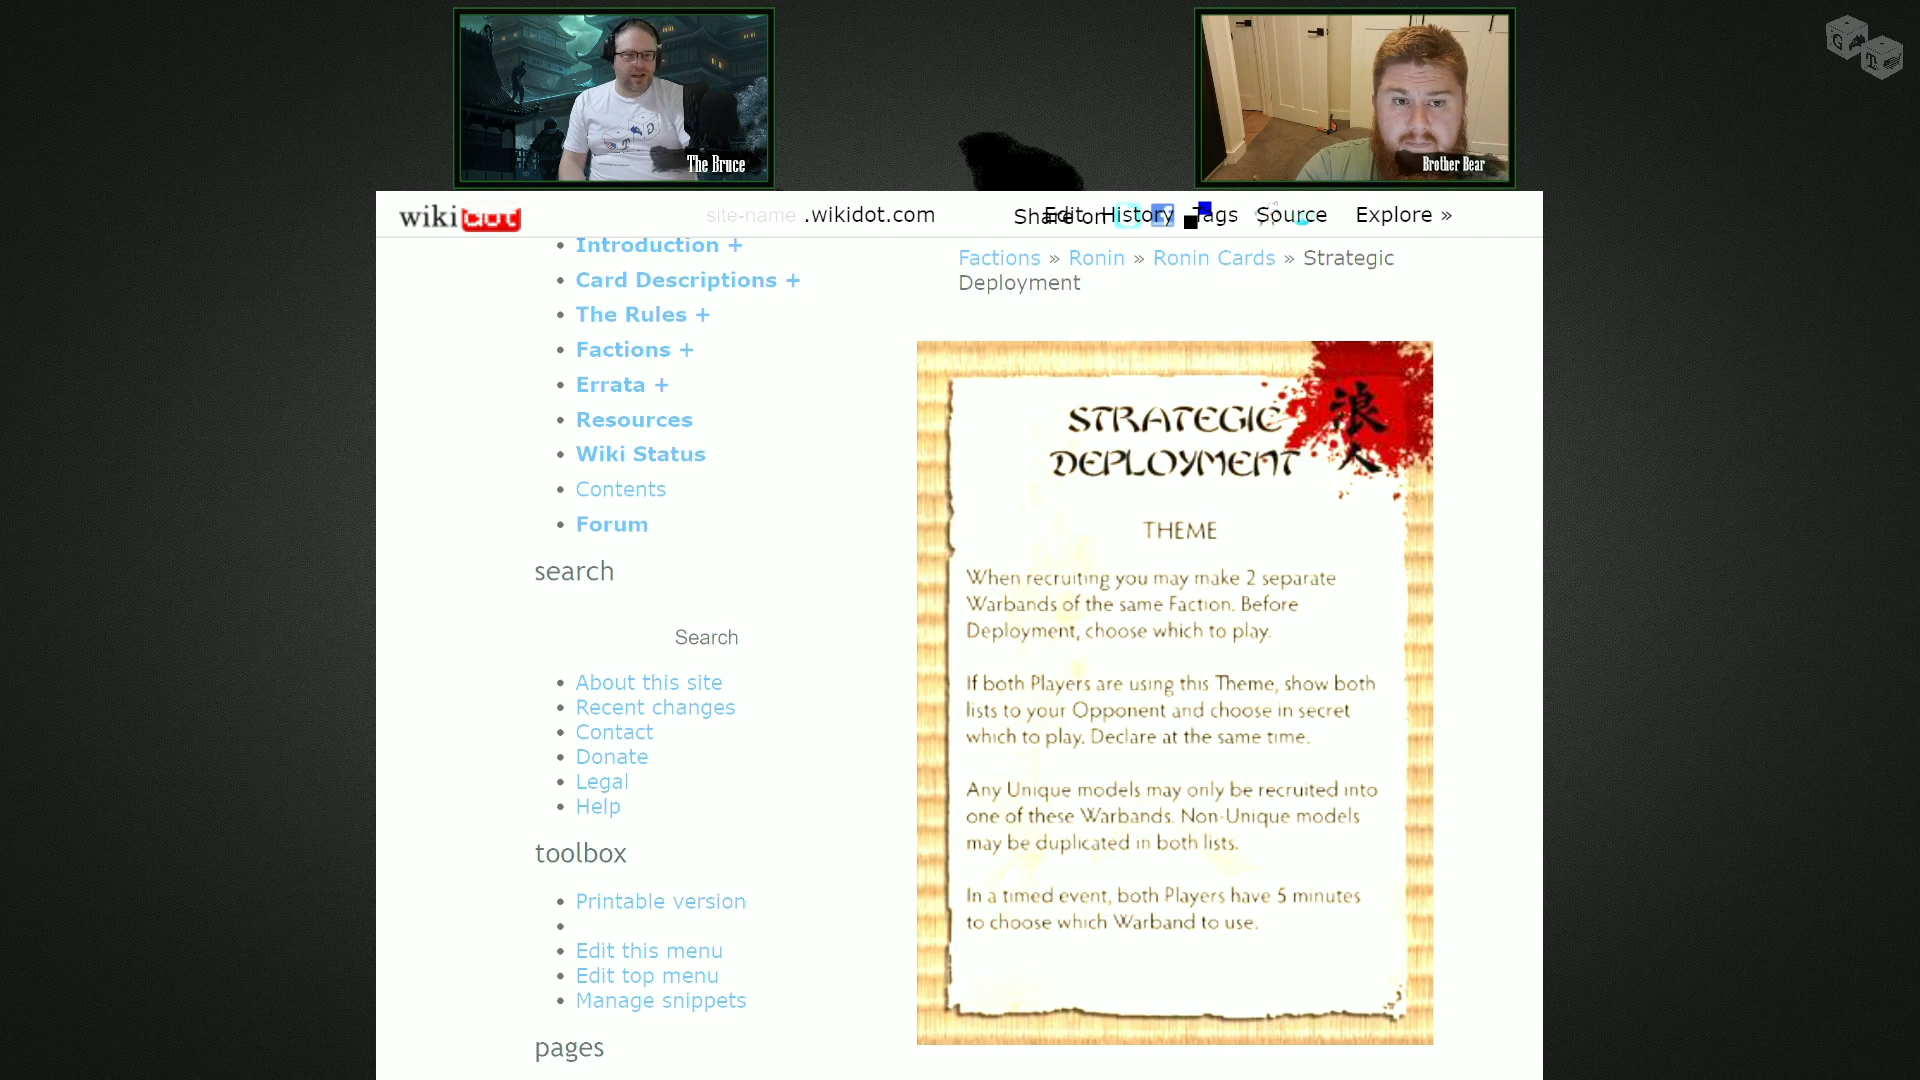 The Bruce
Brother Bear
G
T
wikidot
site-name .wikidot.com
Share on
Edit History Tags Source Explore »
Introduction +
Card Descriptions +
The Rules +
Factions +
Errata +
Resources
Wiki Status
Contents
Forum
search
Search
About this site
Recent changes
Contact
Donate
Legal
Help
toolbox
Printable version
Edit this menu
Edit top menu
Manage snippets
pages
Factions » Ronin » Ronin Cards » Strategic
Deployment
STRATEGIC
DEPLOYMENT
浪人
THEME
When recruiting you may make 2 separate
Warbands of the same Faction. Before
Deployment, choose which to play.
If both Players are using this Theme, show both
lists to your Opponent and choose in secret
which to play. Declare at the same time.
Any Unique models may only be recruited into
one of these Warbands. Non-Unique models
may be duplicated in both lists.
In a timed event, both Players have 5 minutes
to choose which Warband to use.